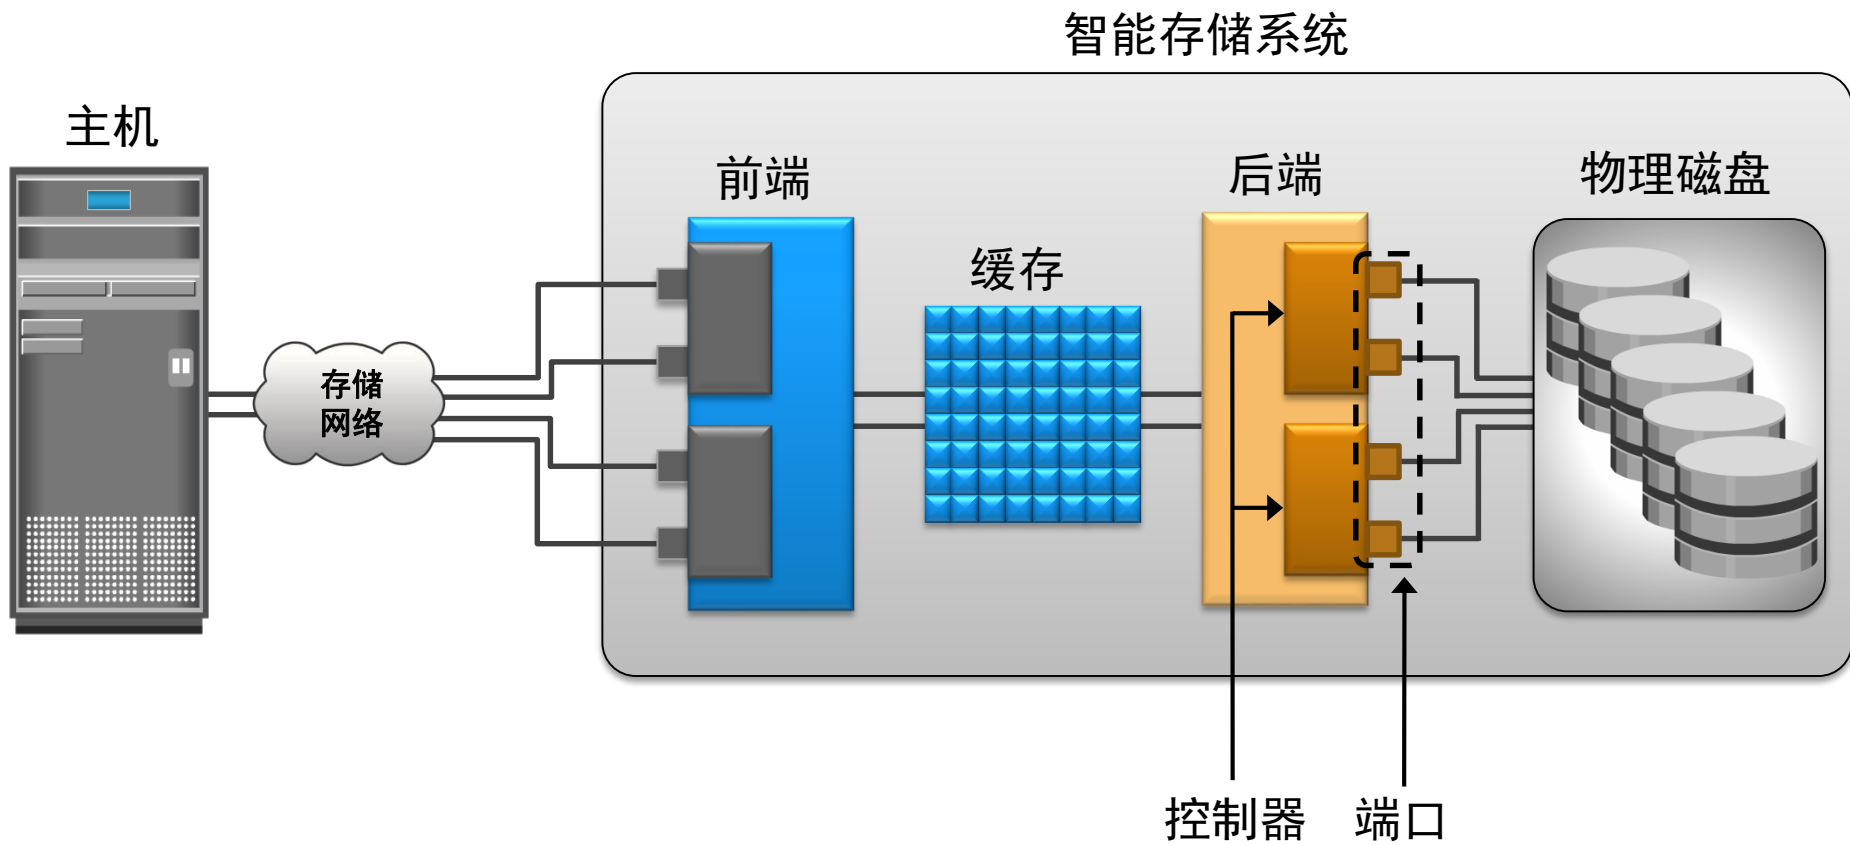 智能存储系统
主机
前端
后端
物理磁盘
缓存
存储
网络
控制器
端口